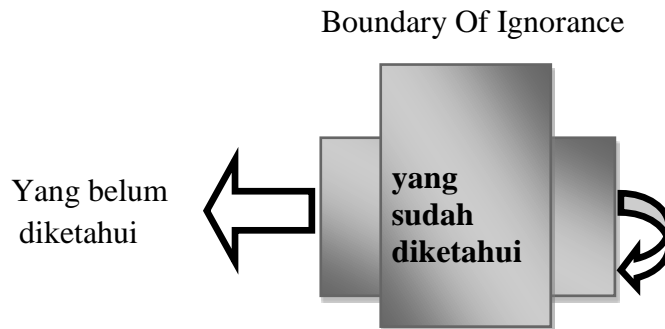 Boundary Of Ignorance
Yang belum
diketahui
yang
sudah
diketahui